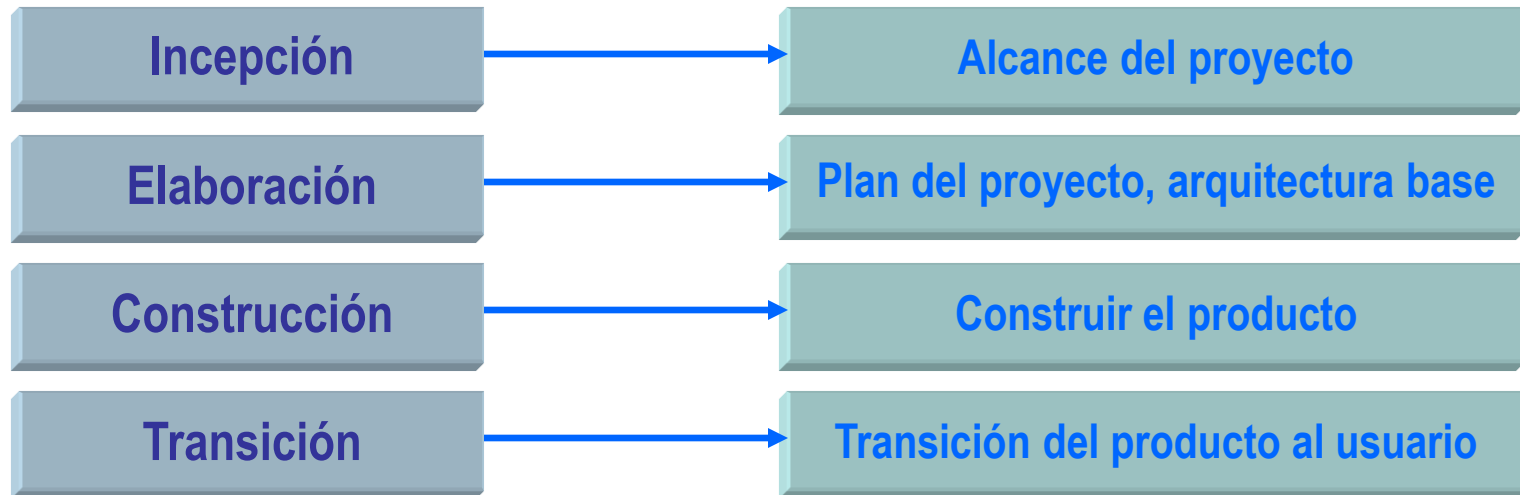 Incepción
Alcance del proyecto
Elaboración
Plan del proyecto, arquitectura base
Construcción
Construir el producto
Transición
Transición del producto al usuario